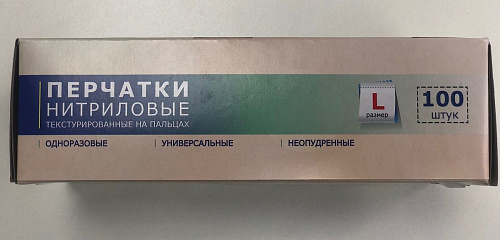 ПЕРЧАТКИ
НИТРИЛОВЫЕ
ТЕКСТУРИРОВАННЫЕ НА ПАЛЬЦАХ
L
размер
100
штук
ОДНОРАЗОВЫЕ
УНИВЕРСАЛЬНЫЕ
НЕОПУДРЕННЫЕ